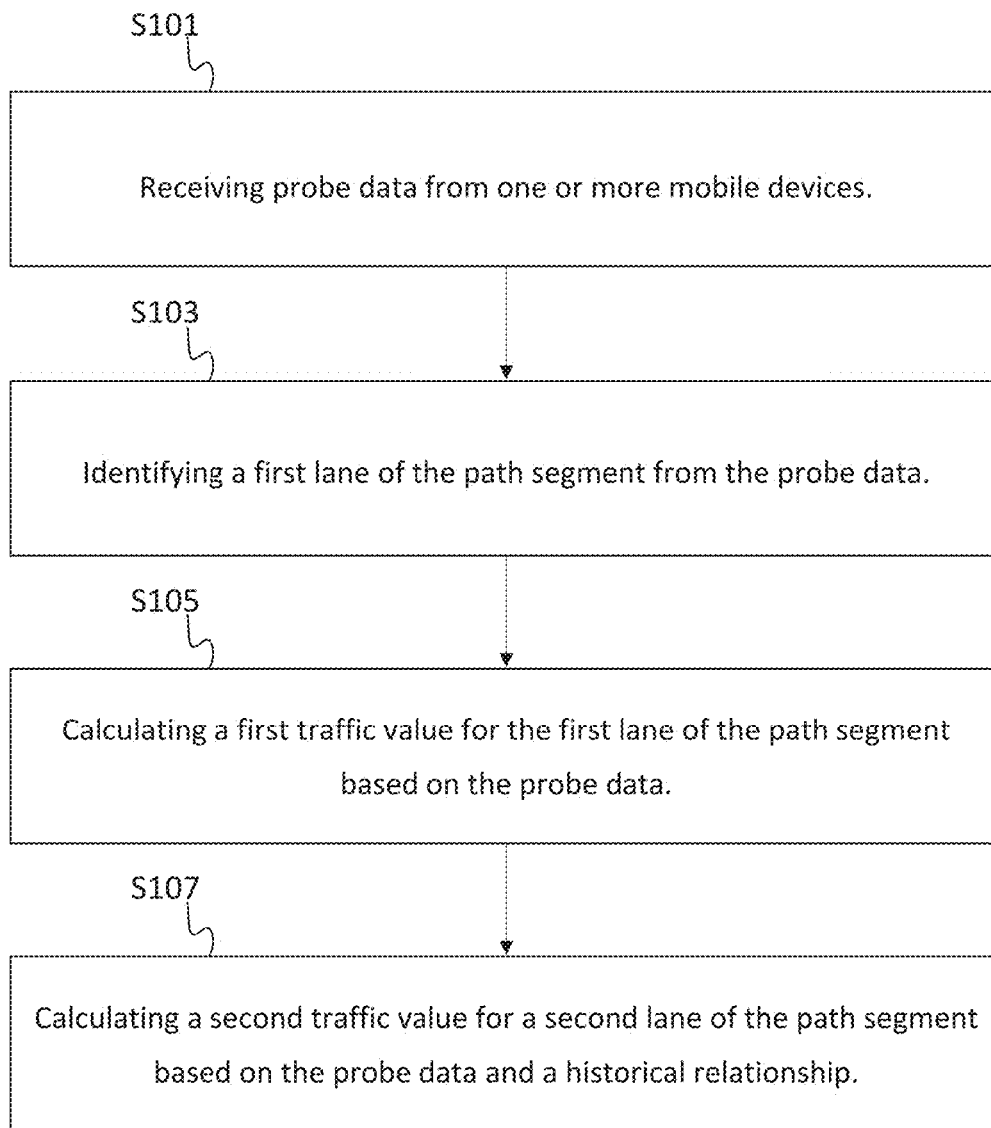 S101
Receiving probe data from one or more mobile devices.
S103
Identifying a first lane of the path segment from the probe data.
S105
Calculating a first traffic value for the first lane of the path segment
based on the probe data.
S107
Calculating a second traffic value for a second lane of the path segment
based on the probe data and a historical relationship.